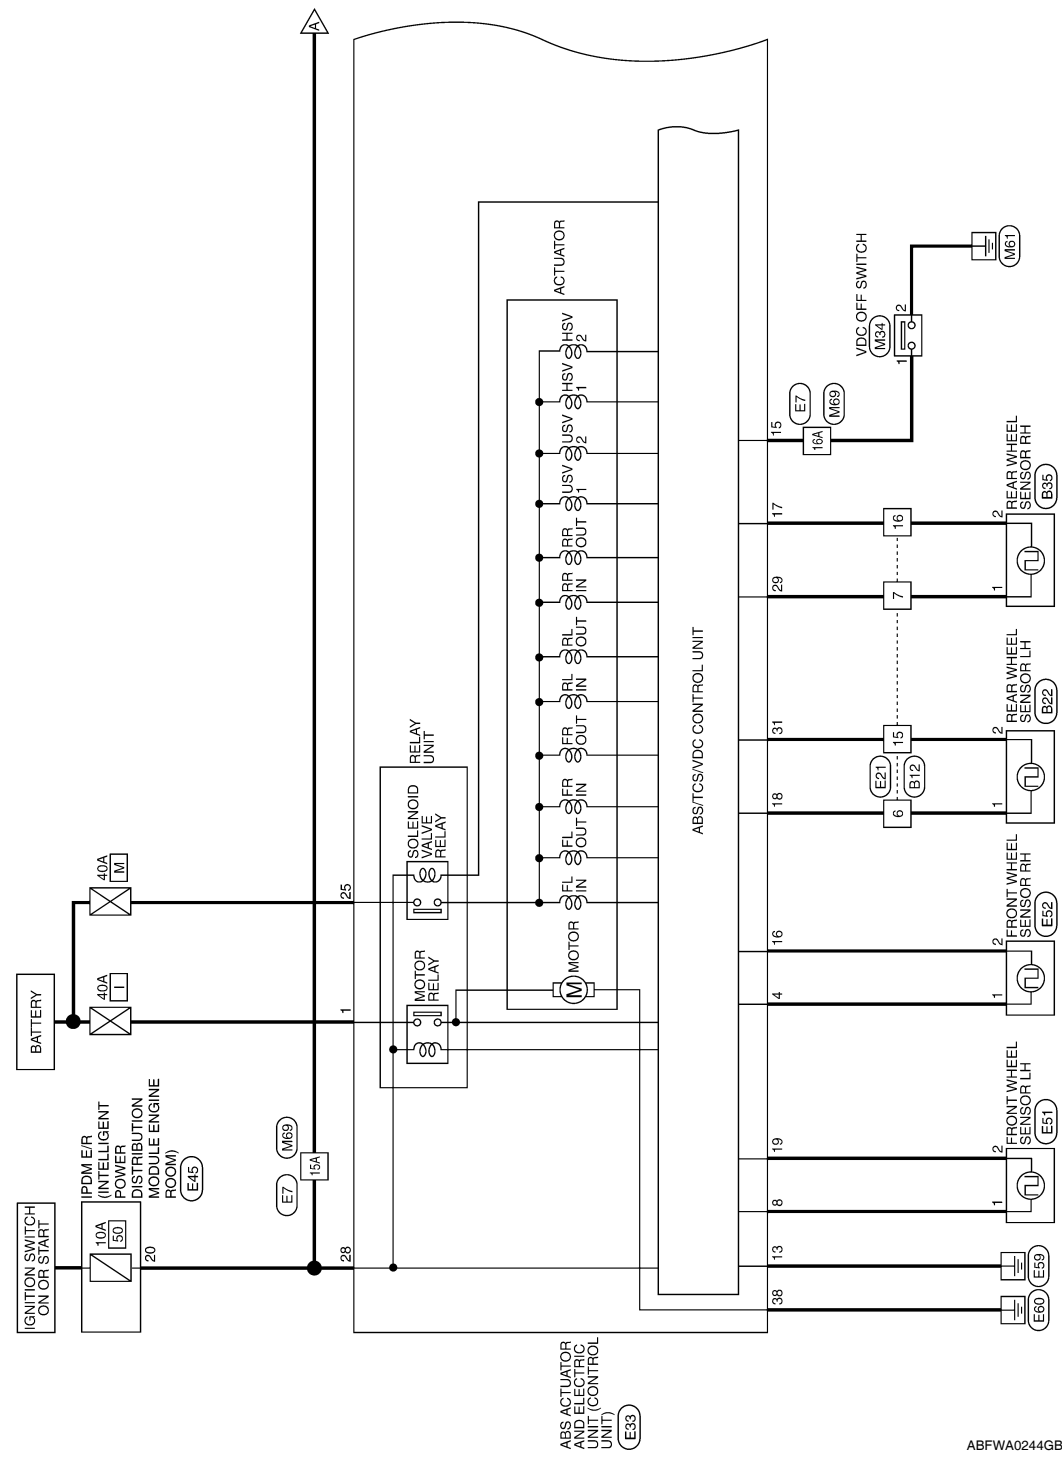 A
IGNITION SWITCH
ON OR START
BATTERY
IPDM E/R
(INTELLIGENT
POWER
DISTRIBUTION
MODULE ENGINE
ROOM)
E45
10A
50
20
40A
I
40A
M
E7
M69
15A
28
1
25
MOTOR
RELAY
SOLENOID
VALVE
RELAY
RELAY
UNIT
MOTOR
M
FL
IN
FL
OUT
FR
IN
FR
OUT
RL
IN
RL
OUT
RR
IN
RR
OUT
USV
1
USV
2
HSV
1
HSV
2
ACTUATOR
ABS/TCS/VDC CONTROL UNIT
ABS ACTUATOR
AND ELECTRIC
UNIT (CONTROL
UNIT)
E33
38
13
8
19
4
16
18
31
29
17
15
E7
M69
16A
E21
B12
6
15
7
16
VDC OFF SWITCH
M34
1
2
M61
E60
E59
1
2
FRONT WHEEL
SENSOR LH
E51
1
2
FRONT WHEEL
SENSOR RH
E52
1
2
REAR WHEEL
SENSOR LH
B22
1
2
REAR WHEEL
SENSOR RH
B35
ABFWA0244GB